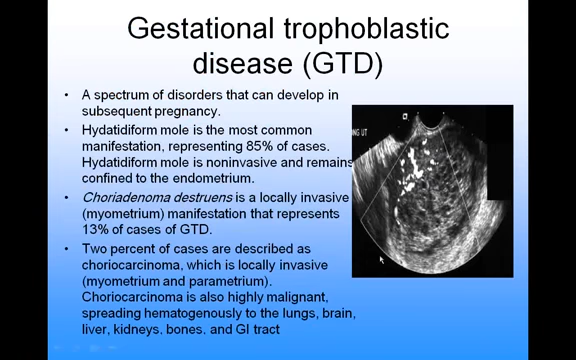 Gestational trophoblastic
disease (GTD)
• A spectrum of disorders that can develop in
subsequent pregnancy.
• Hydatidiform mole is the most common
manifestation, representing 85% of cases.
Hydatidiform mole is noninvasive and remains
confined to the endometrium.
• Choriadenoma destruens is a locally invasive
(myometrium) manifestation that represents
13% of cases of GTD.
• Two percent of cases are described as
choriocarcinoma, which is locally invasive
(myometrium and parametrium).
Choriocarcinoma is also highly malignant,
spreading hematogenously to the lungs, brain,
liver, kidneys, bones, and GI tract
ONG UT